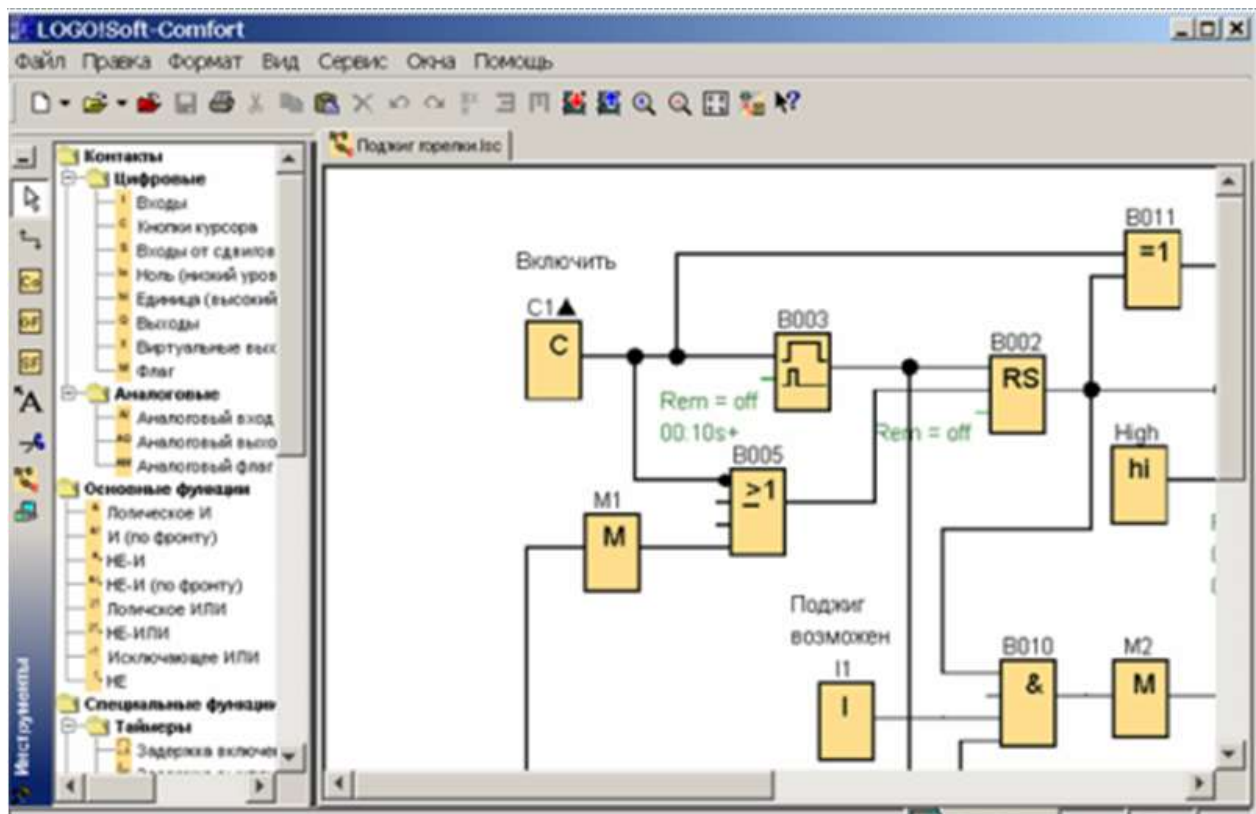 LOGO!Soft-Comfort
Файл Правка Формат Вид Сервис Окна Помощь
Инструменты
Co
GF
SF
A
Контакты
Цифровые
Входы
Кнопки курсора
Входы от сдвигов
Ноль (низкий уров
Единица (высокий
Выходы
Виртуальные вых
Флаг
Аналоговые
Аналоговый вход
Аналоговый выхо
Аналоговый флаг
Основные функции
Логическое И
И (по фронту)
НЕ-И
НЕ-И (по фронту)
НЕ-ИЛИ
Исключающее ИЛИ
НЕ
Специальные функции
Таймеры
Задержка включен
Поджиг горелки.lsc
B011
=1
Включить
C1▲
C
B003
B002
RS
Rem = off
00:10s+
Rem = off
High
hi
B005
≥1
M1
M
Поджиг
возможен
I1
I
B010
&
M2
M